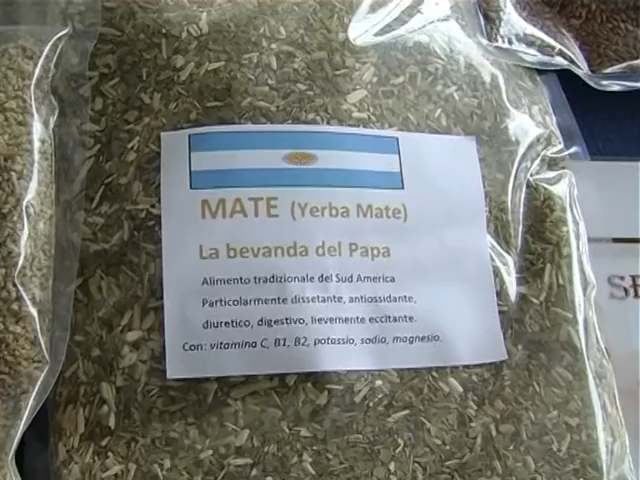 MATE (Yerba Mate)
La bevanda del Papa
Alimento tradizionale del Sud America
Particolarmente dissetante, antiossidante,
diuretico, digestivo, lievemente eccitante.
Con: vitamina C, B1, B2, potassio, sodio, magnesio.